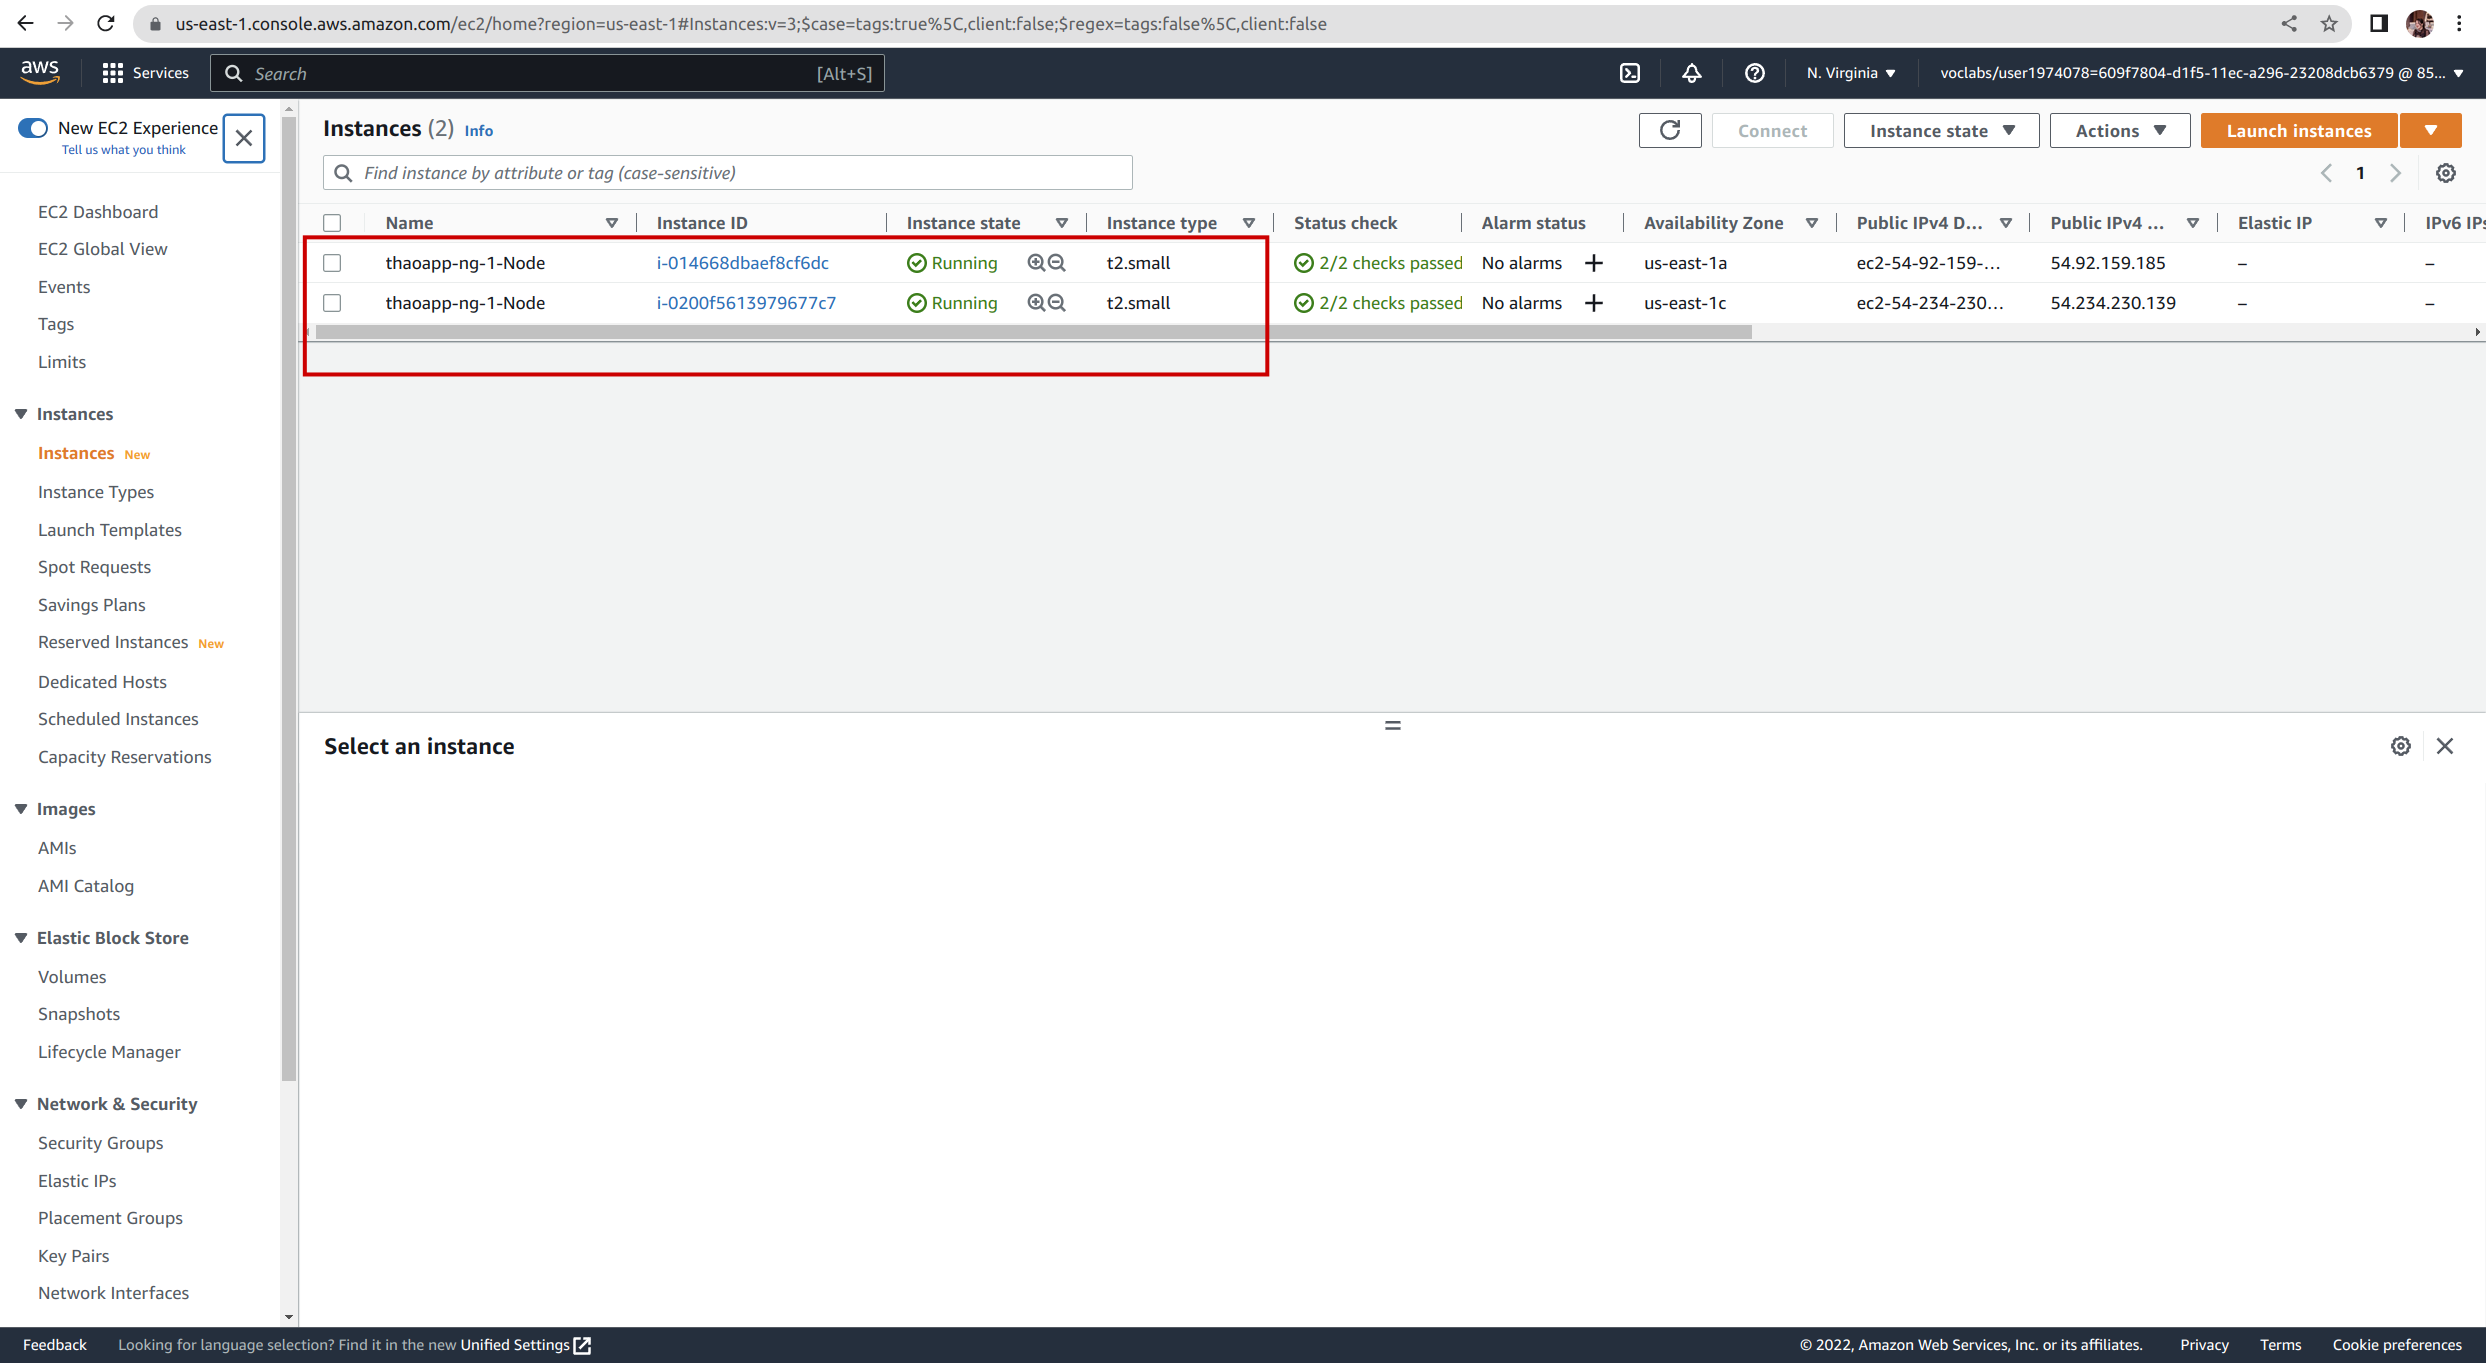 us-east-1.console.aws.amazon.com/ec2/home?region=us-east-1#Instances:v=3;$case=tags:true%5C,client:false;$regex=tags:false%5C,client:false
aws Services Search [Alt+S] N. Virginia voclabs/user1974078=609f7804-d1f5-11ec-a296-23208dcb6379 @ 85...
New EC2 Experience
Tell us what you think
EC2 Dashboard
EC2 Global View
Events
Tags
Limits
Instances
Instances New
Instance Types
Launch Templates
Spot Requests
Savings Plans
Reserved Instances New
Dedicated Hosts
Scheduled Instances
Capacity Reservations
Images
AMIs
AMI Catalog
Elastic Block Store
Volumes
Snapshots
Lifecycle Manager
Network & Security
Security Groups
Elastic IPs
Placement Groups
Key Pairs
Network Interfaces
Instances (2) Info Connect Instance state Actions Launch instances
Find instance by attribute or tag (case-sensitive) 1
Name Instance ID Instance state Instance type Status check Alarm status Availability Zone Public IPv4 D... Public IPv4 ... Elastic IP IPv6 IPs
thaoapp-ng-1-Node i-014668dbaef8cf6dc Running t2.small 2/2 checks passed No alarms + us-east-1a ec2-54-92-159-... 54.92.159.185 – –
thaoapp-ng-1-Node i-0200f5613979677c7 Running t2.small 2/2 checks passed No alarms + us-east-1c ec2-54-234-230... 54.234.230.139 – –
Select an instance
Feedback Looking for language selection? Find it in the new Unified Settings © 2022, Amazon Web Services, Inc. or its affiliates. Privacy Terms Cookie preferences